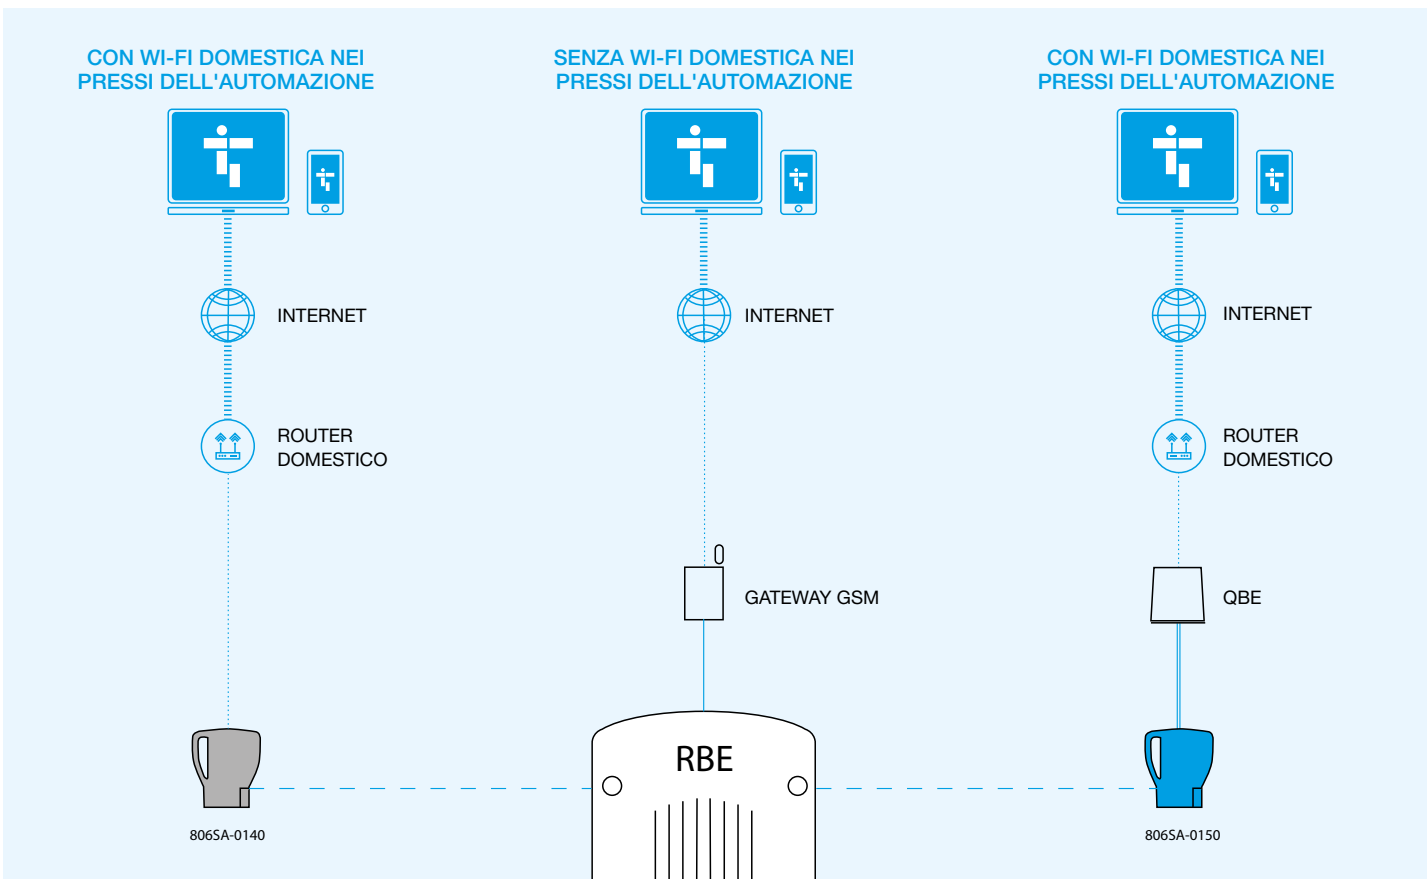 CON WI-FI DOMESTICA NEI
PRESSI DELL'AUTOMAZIONE
SENZA WI-FI DOMESTICA NEI
PRESSI DELL'AUTOMAZIONE
CON WI-FI DOMESTICA NEI
PRESSI DELL'AUTOMAZIONE
INTERNET
INTERNET
INTERNET
ROUTER
DOMESTICO
ROUTER
DOMESTICO
GATEWAY GSM
QBE
RBE
806SA-0140
806SA-0150